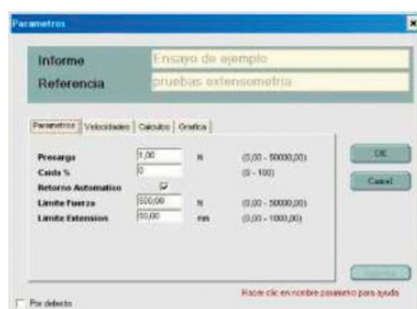 Parametros
Informe Ensayo de ejemplo
Referencia pruebas extensometria
Parametros Velocidades Calculos Grafica
Precarga 1,00 N (0,00 - 50000,00)
Caida % 0 (0 - 100)
Retorno Automatico
Limite Fuerza 500,00 N (0,00 - 50000,00)
Limite Extension 50,00 mm (0,00 - 1000,00)
OK
Cancel
Hacer clic en nombre parametro para ayuda
Por defecto